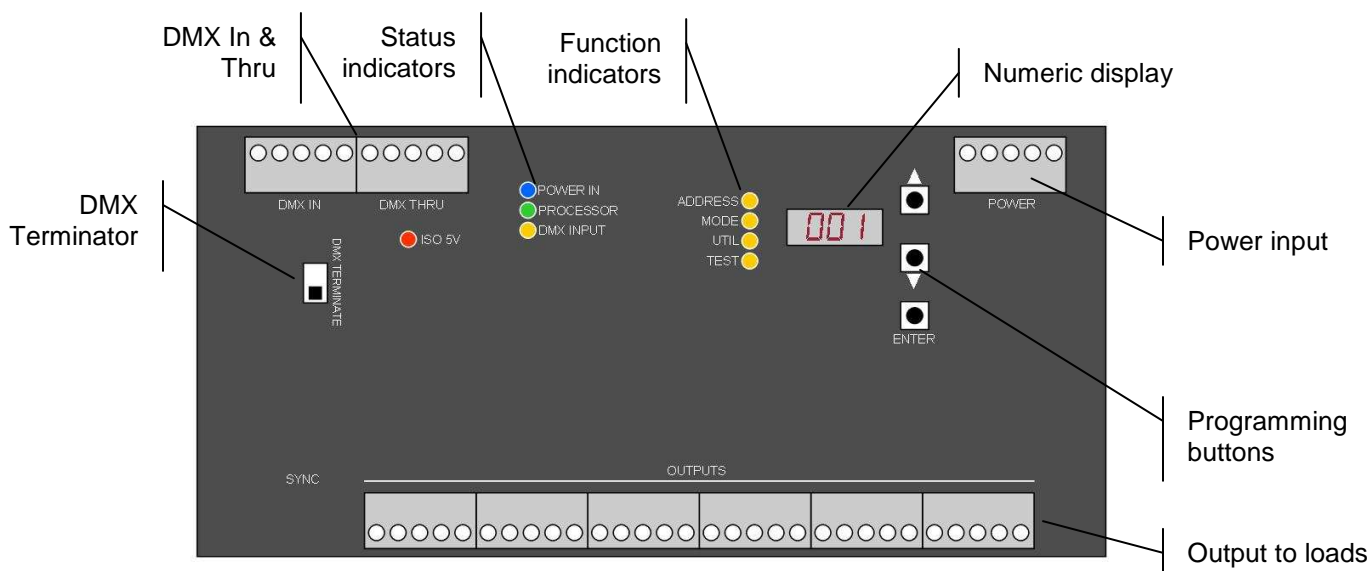 DMX In &
Thru
Status
indicators
Function
indicators
Numeric display
DMX
Terminator
Power input
Programming
buttons
Output to loads
DMX IN
DMX THRU
ISO 5V
DMX TERMINATE
POWER IN
PROCESSOR
DMX INPUT
ADDRESS
MODE
UTIL
TEST
001
POWER
ENTER
SYNC
OUTPUTS